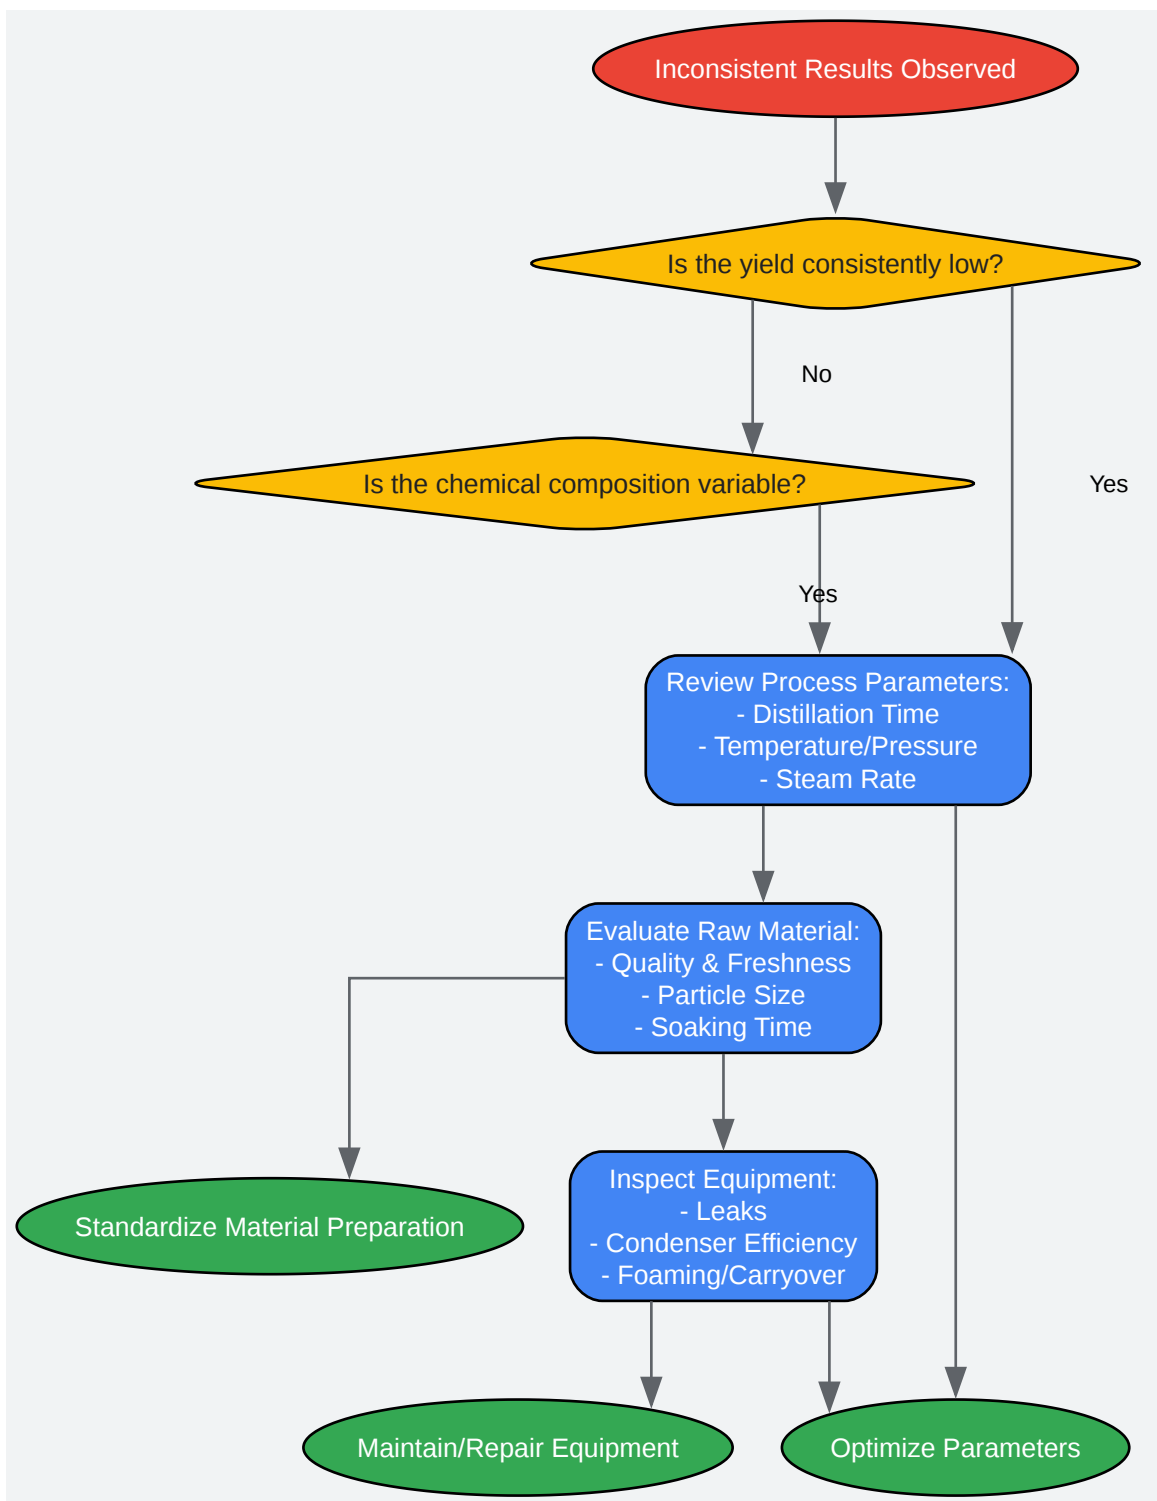 Inconsistent Results Observed
Is the yield consistently low?
No
Is the chemical composition variable?
Yes
Yes
Review Process Parameters:
- Distillation Time
- Temperature/Pressure
- Steam Rate
Evaluate Raw Material:
- Quality & Freshness
- Particle Size
- Soaking Time
Inspect Equipment:
- Leaks
- Condenser Efficiency
- Foaming/Carryover
Standardize Material Preparation
Maintain/Repair Equipment
Optimize Parameters